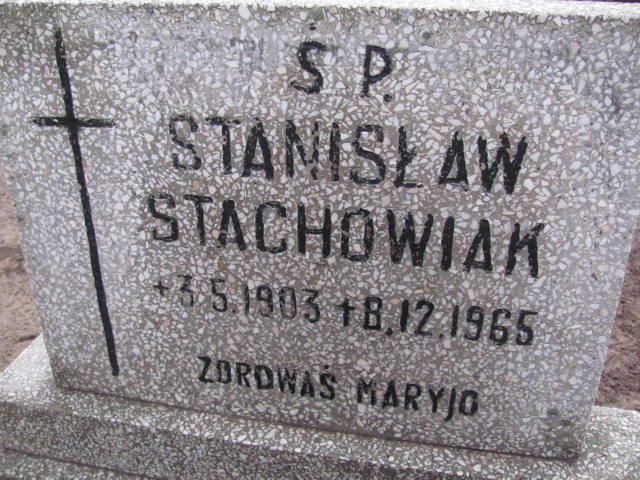 Ś P.
STANISŁAW
STACHOWIAK
+3.5.1903 +8.12.1965
ZDROWAŚ MARYJO